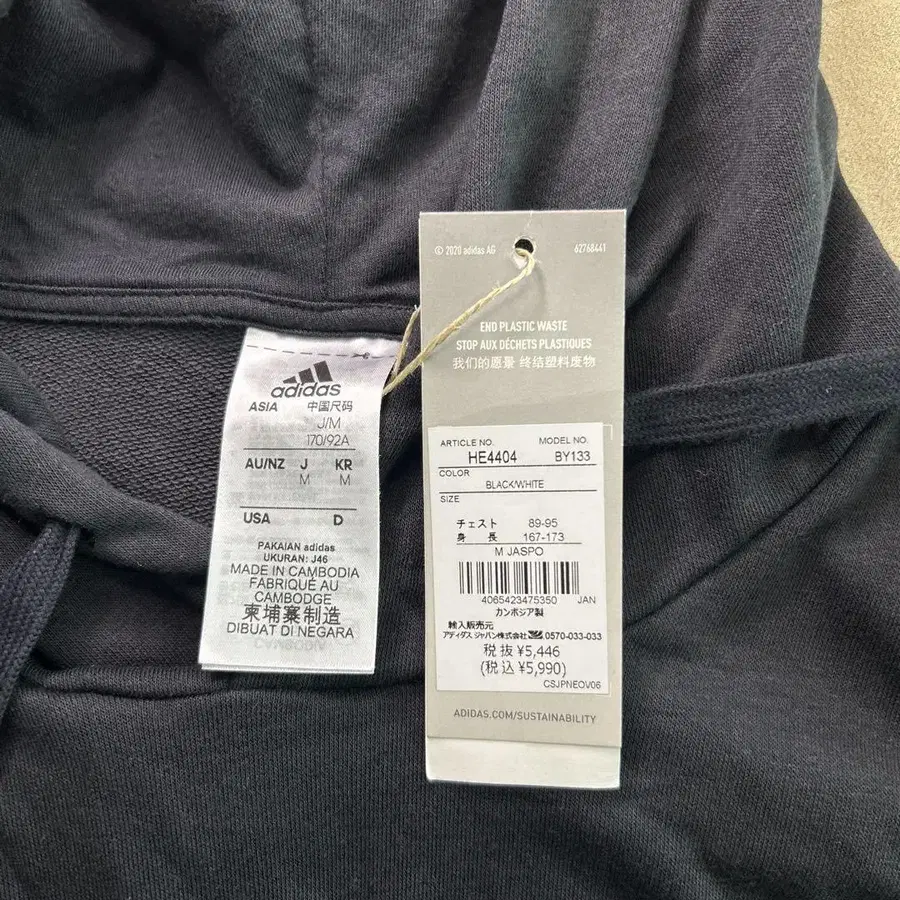 adidas
ASIA 中国尺码
J/M
170/92A
AU/NZ J KR
M M
USA D
PAKAIAN adidas
UKURAN: J46
MADE IN CAMBODIA
FABRIQUÉ AU
CAMBODGE
柬埔寨制造
DIBUAT DI NEGARA
© 2020 adidas AG 62768441
END PLASTIC WASTE
STOP AUX DÉCHETS PLASTIQUES
我们的愿景 终结塑料废物
ARTICLE NO. MODEL NO.
HE4404 BY133
COLOR
BLACK/WHITE
SIZE
チェスト 89-95
身 長 167-173
M JASPO
4065423475350 JAN
カンボジア製
輸入販売元
アディダス ジャパン株式会社 0570-033-033
税 抜 ¥5,446
(税 込 ¥5,990)
CSJPNEOV06
ADIDAS.COM/SUSTAINABILITY